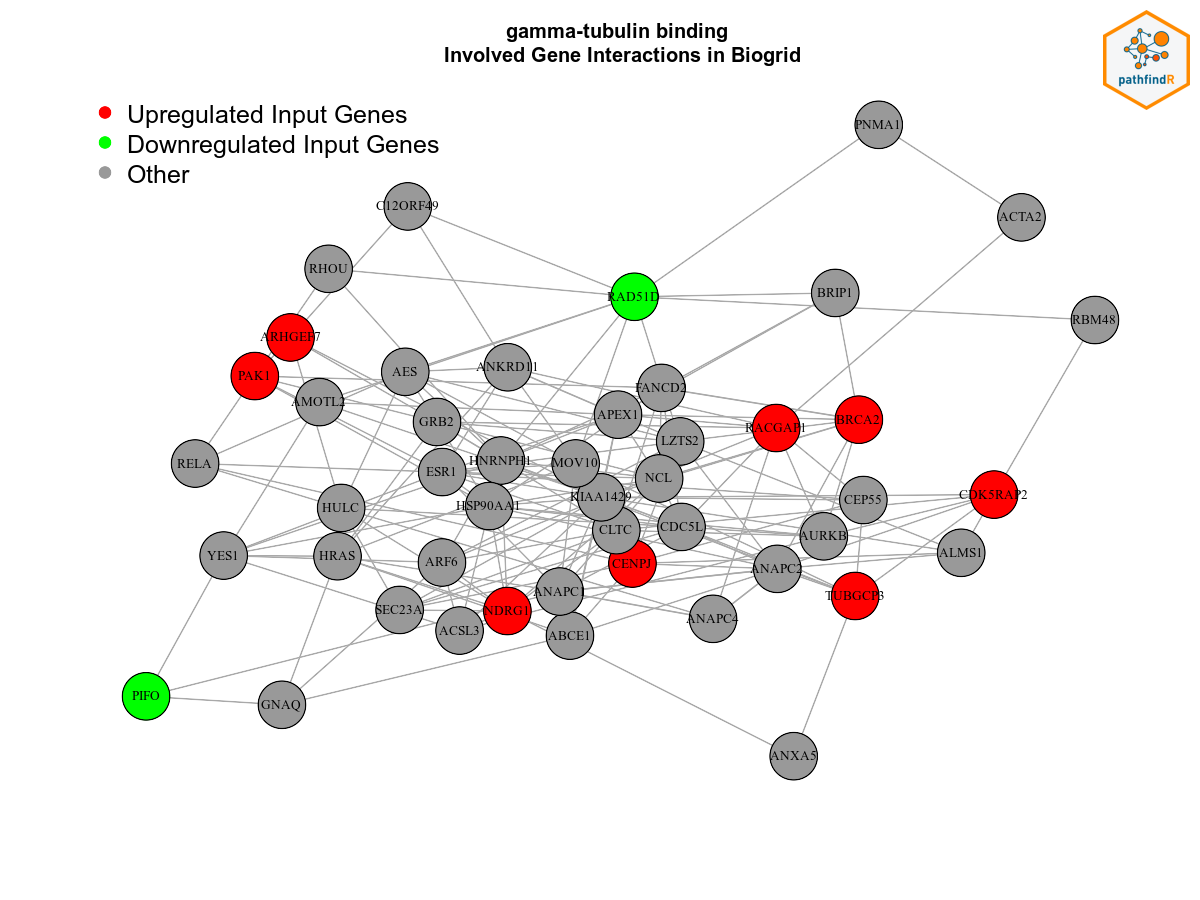 gamma-tubulin binding
Involved Gene Interactions in Biogrid
pathfindR
Upregulated Input Genes
Downregulated Input Genes
Other
PNMA1
C12ORF49
ACTA2
RHOU
RAD51D
BRIP1
RBM48
ARHGEF7
PAK1
AES
ANKRD11
FANCD2
AMOTL2
GRB2
APEX1
RACGAP1
BRCA2
LZTS2
RELA
ESR1
HNRNPH1
MOV10
NCL
HULC
HSP90AA1
KIAA1429
CEP55
CDK5RAP2
CLTC
CDC5L
AURKB
YES1
HRAS
ARF6
CENPJ
ANAPC2
ALMS1
SEC23A
NDRG1
ANAPC1
TUBGCP3
ACSL3
ABCE1
ANAPC4
PIFO
GNAQ
ANXA5